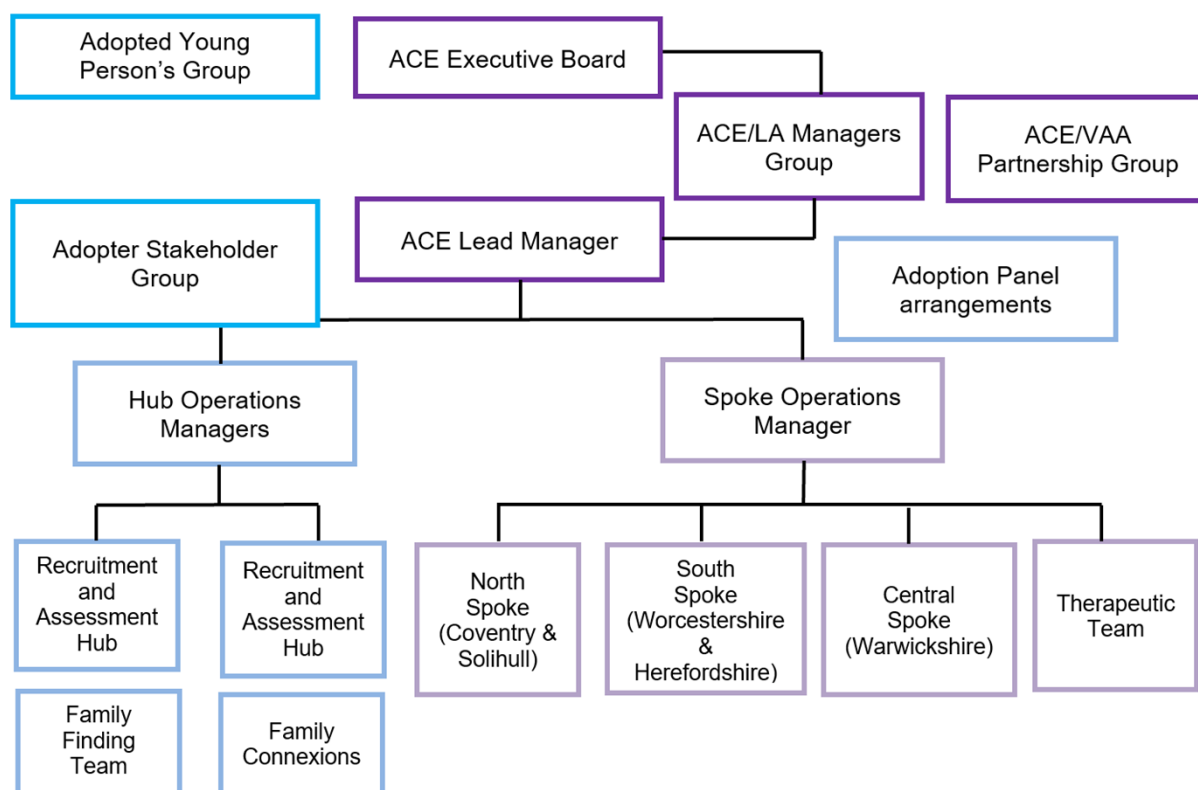 Adopted Young
Person’s Group
ACE Executive Board
ACE/LA Managers
Group
ACE/VAA
Partnership Group
Adopter Stakeholder
Group
ACE Lead Manager
Adoption Panel
arrangements
Hub Operations
Managers
Spoke Operations
Manager
Recruitment
and
Assessment
Hub
Recruitment
and
Assessment
Hub
North
Spoke
(Coventry &
Solihull)
South
Spoke
(Worcestershire
&
Herefordshire)
Central
Spoke
(Warwickshire)
Therapeutic
Team
Family
Finding
Team
Family
Connexions